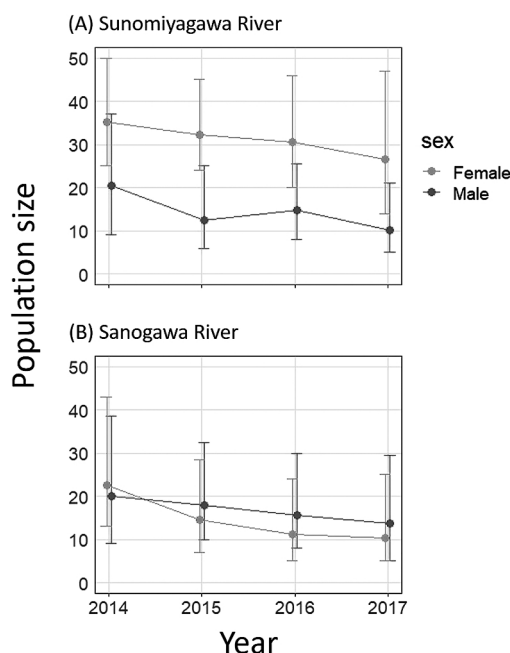 (A) Sunomiyagawa River
50
40
30
20
10
0
sex
Female
Male
Population size
(B) Sanogawa River
50
40
30
20
10
0
2014 2015 2016 2017
Year